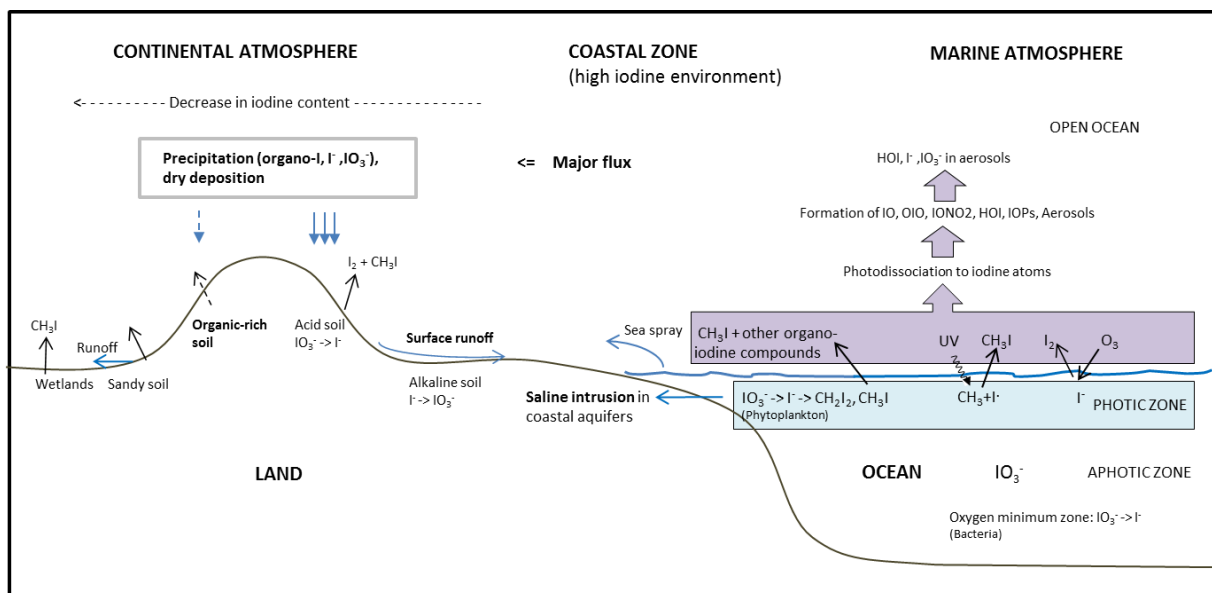 CONTINENTAL ATMOSPHERE
COASTAL ZONE
(high iodine environment)
MARINE ATMOSPHERE
<- - - - - - - - - - Decrease in iodine content - - - - - - - - - - - - - -
OPEN OCEAN
Precipitation (organo-I, I⁻ ,IO₃⁻),
dry deposition
<= Major flux
HOI, I⁻ ,IO₃⁻ in aerosols
Formation of IO, OIO, IONO2, HOI, IOPs, Aerosols
Photodissociation to iodine atoms
I₂ + CH₃I
CH₃I
Runoff
Wetlands
Sandy soil
Organic-rich
soil
Acid soil
IO₃⁻ -> I⁻
Surface runoff
Alkaline soil
I⁻ -> IO₃⁻
Sea spray
CH₃I + other organo-
iodine compounds
UV
CH₃I
I₂
O₃
Saline intrusion in
coastal aquifers
IO₃⁻ -> I⁻ -> CH₂I₂, CH₃I
(Phytoplankton)
CH₃+I·
I⁻
PHOTIC ZONE
LAND
OCEAN
IO₃⁻
APHOTIC ZONE
Oxygen minimum zone: IO₃⁻ -> I⁻
(Bacteria)